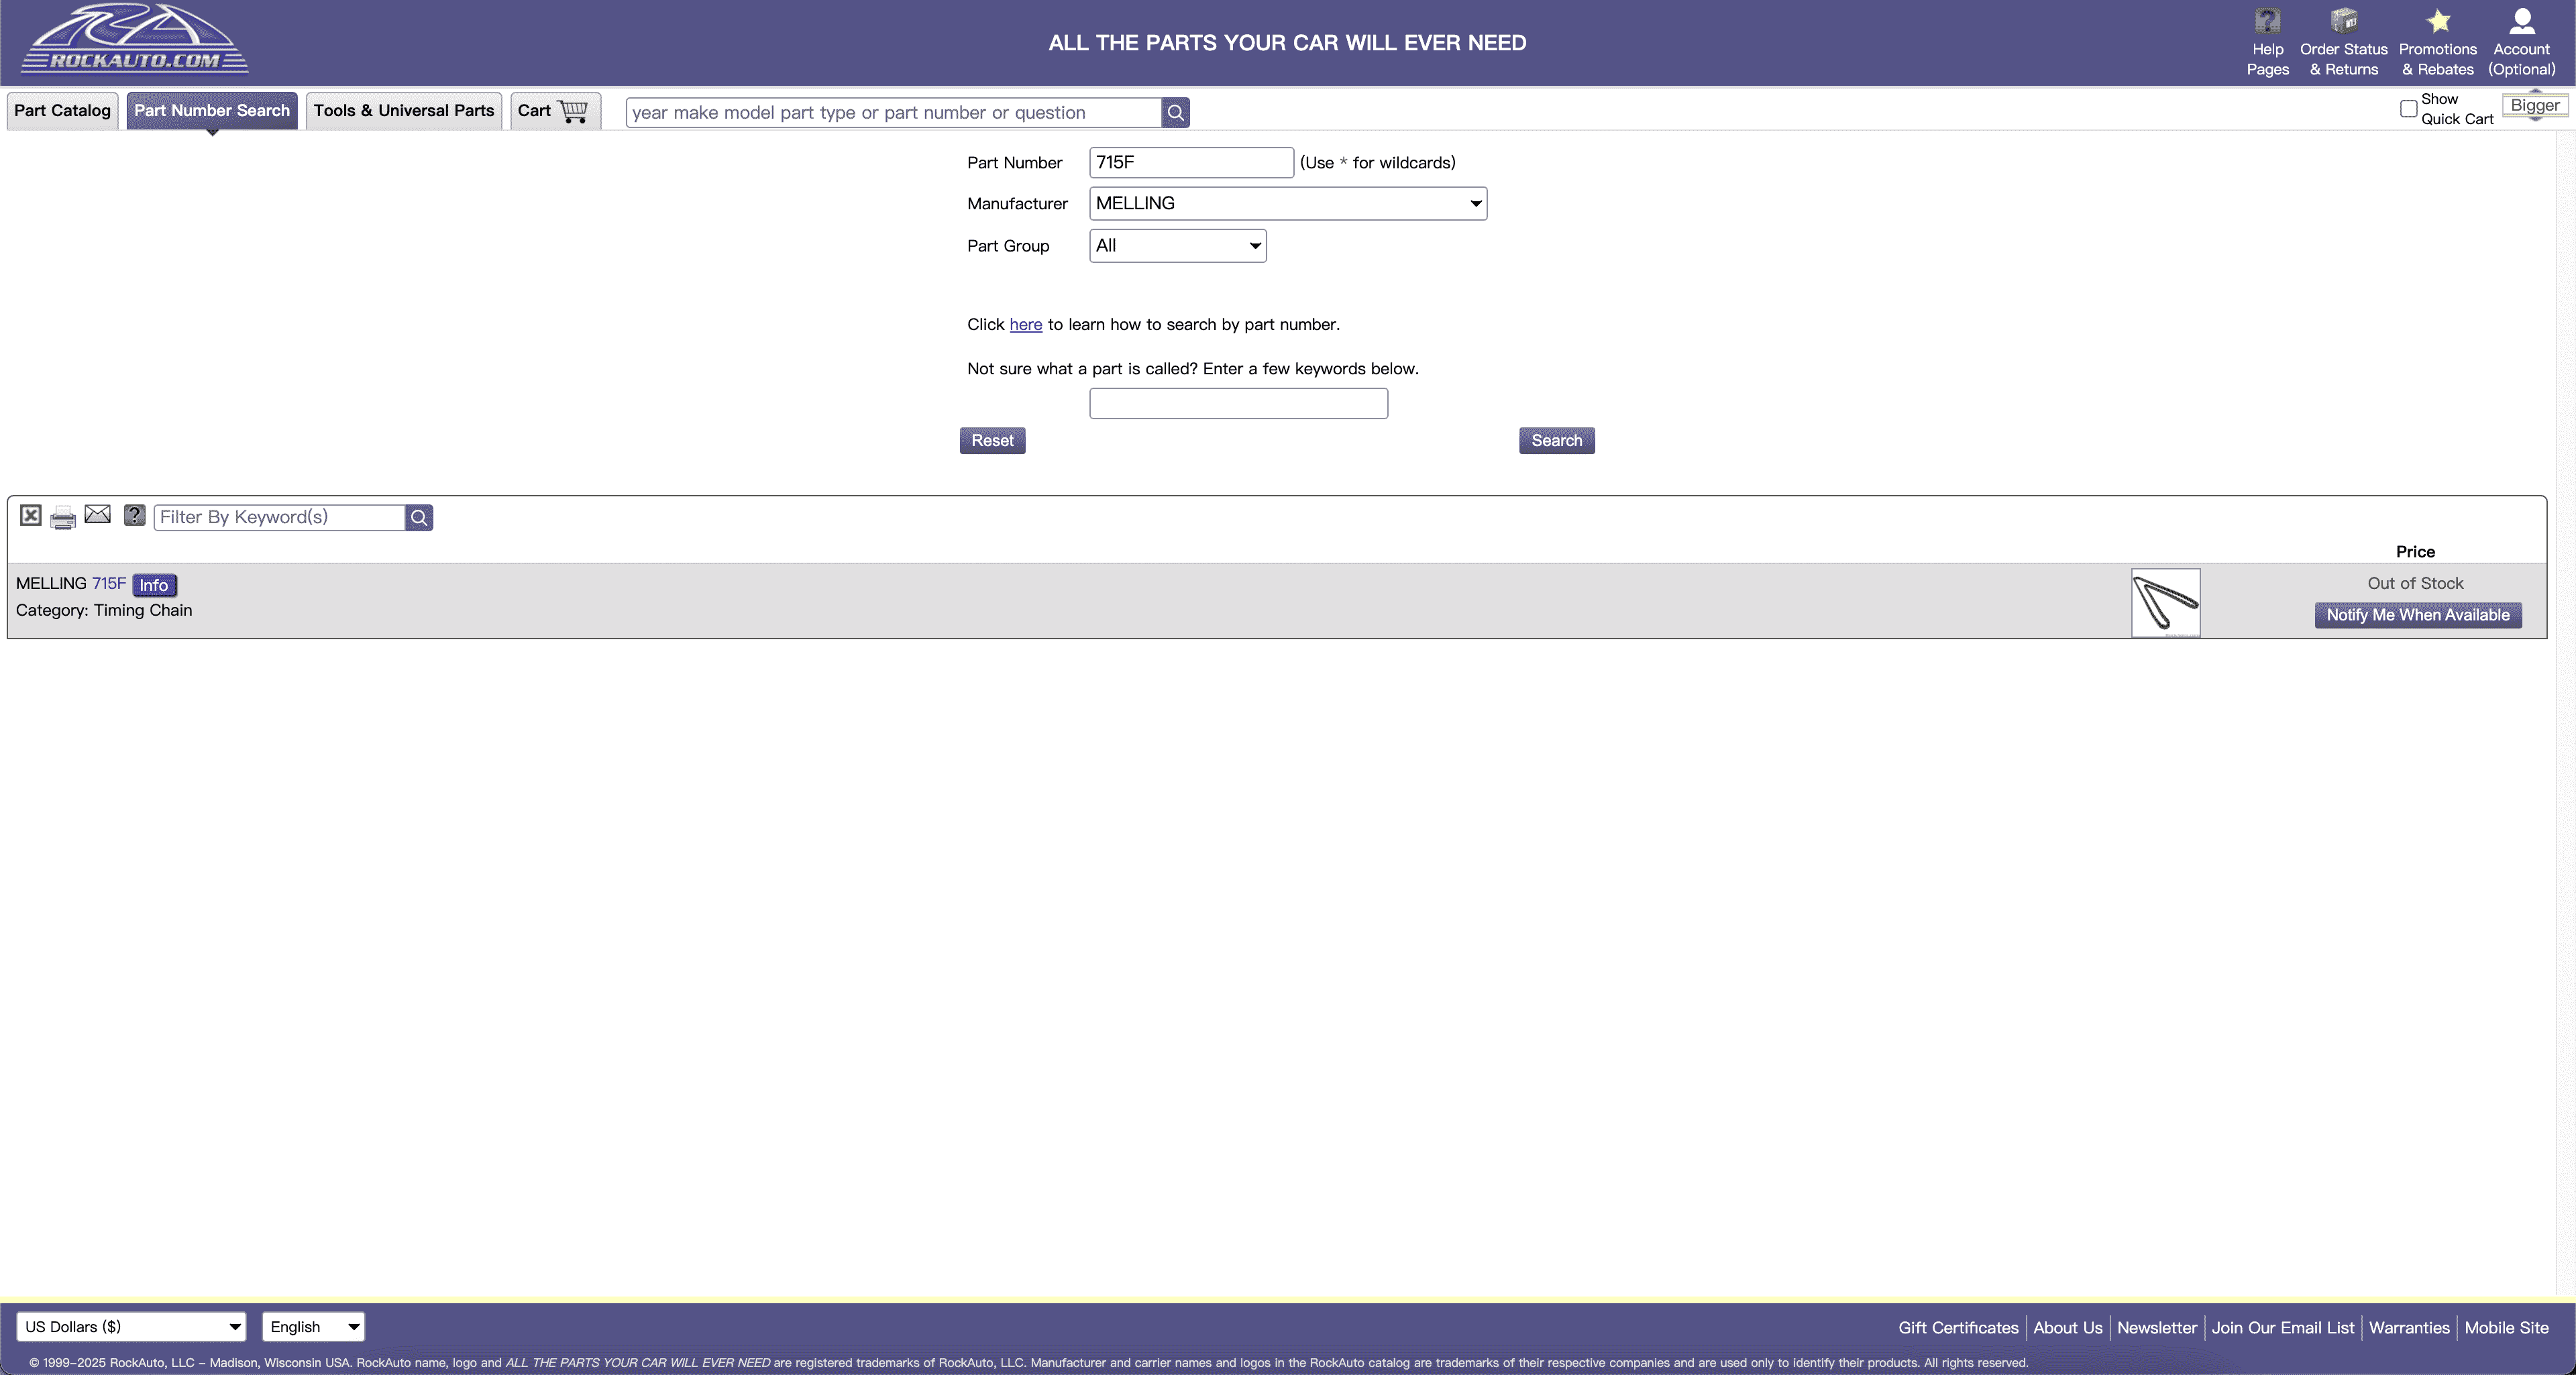 ROCKAUTO.COM
ALL THE PARTS YOUR CAR WILL EVER NEED
Help
Pages
Order Status
& Returns
Promotions
& Rebates
Account
(Optional)
Part Catalog
Part Number Search
Tools & Universal Parts
Cart
year make model part type or part number or question
Show
Quick Cart
Bigger
Part Number 715F (Use * for wildcards)
Manufacturer MELLING
Part Group All
Click here to learn how to search by part number.
Not sure what a part is called? Enter a few keywords below.
Reset Search
? Filter By Keyword(s)
Price
MELLING 715F Info
Category: Timing Chain
Out of Stock
Notify Me When Available
US Dollars ($) English
Gift Certificates About Us Newsletter Join Our Email List Warranties Mobile Site
© 1999–2025 RockAuto, LLC – Madison, Wisconsin USA. RockAuto name, logo and ALL THE PARTS YOUR CAR WILL EVER NEED are registered trademarks of RockAuto, LLC. Manufacturer and carrier names and logos in the RockAuto catalog are trademarks of their respective companies and are used only to identify their products. All rights reserved.